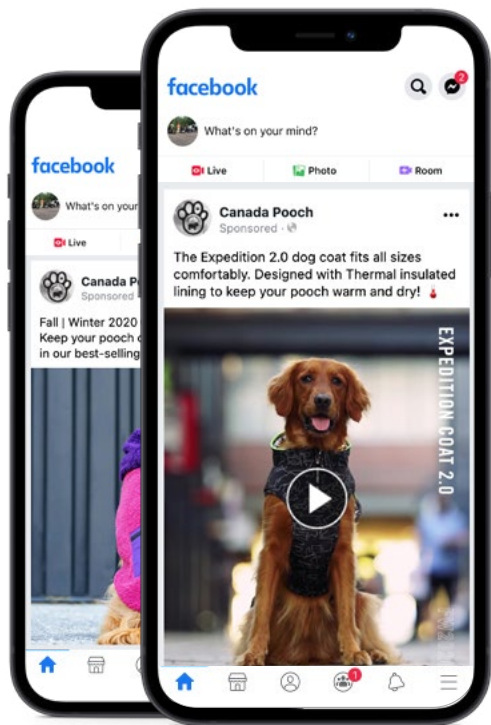 facebook
What's on your
Live
Canada P
Sponsored
Fall | Winter 2020
Keep your pooch
in our best-selling
facebook
2
What's on your mind?
Live
Photo
Room
Canada Pooch
Sponsored ·
The Expedition 2.0 dog coat fits all sizes
comfortably. Designed with Thermal insulated
lining to keep your pooch warm and dry! 🌡️
EXPEDITION COAT 2.0
1